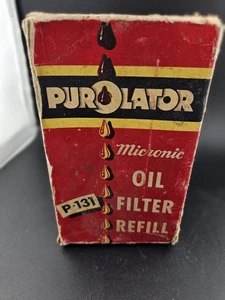 PUROLATOR
Micronic
OIL
P-131
FILTER
REFILL